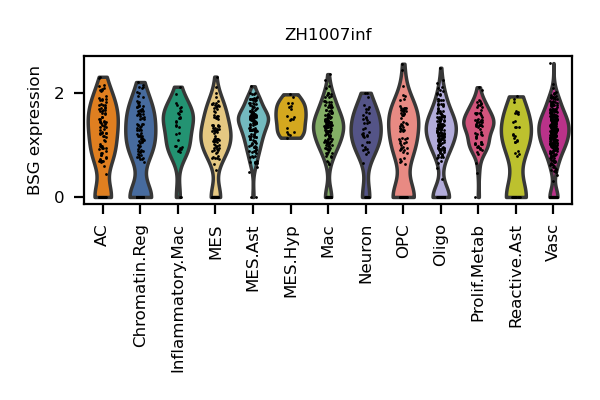 ZH1007inf
BSG expression
2
0
AC
Chromatin.Reg
Inflammatory.Mac
MES
MES.Ast
MES.Hyp
Mac
Neuron
OPC
Oligo
Prolif.Metab
Reactive.Ast
Vasc